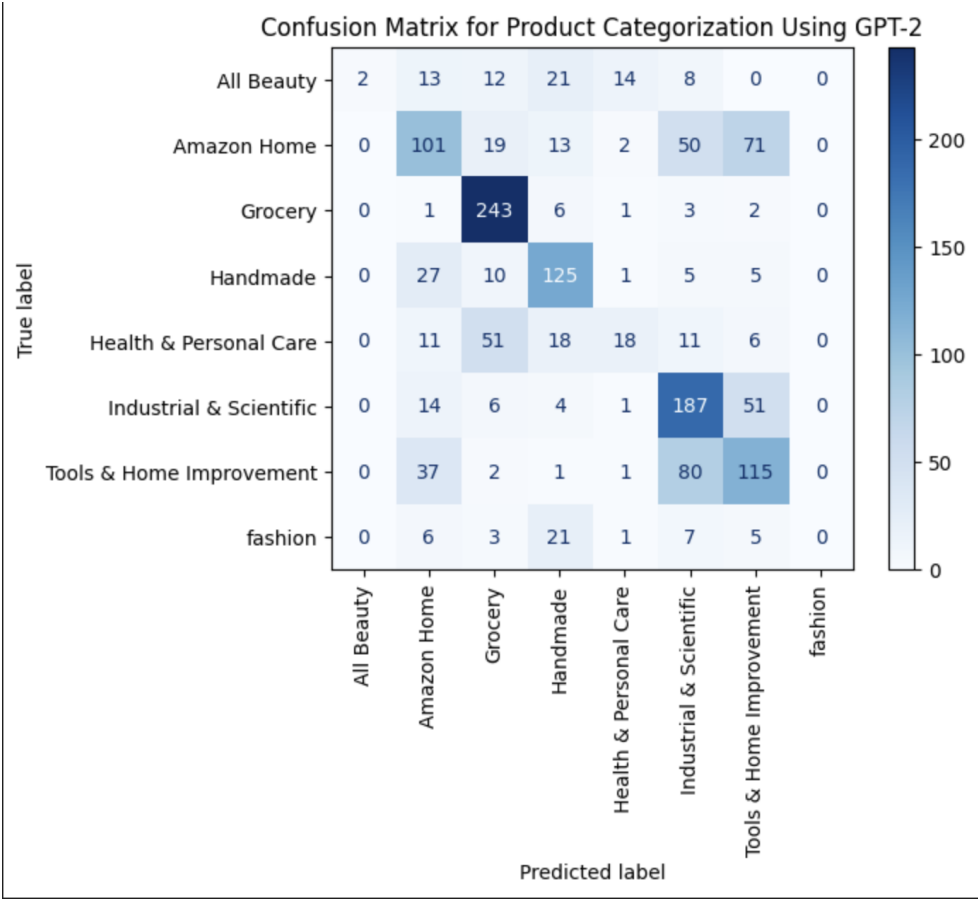 Confusion Matrix for Product Categorization Using GPT-2
All Beauty 2 13 12 21 14 8 0 0
Amazon Home 0 101 19 13 2 50 71 0
Grocery 0 1 243 6 1 3 2 0
Handmade 0 27 10 125 1 5 5 0
Health & Personal Care 0 11 51 18 18 11 6 0
Industrial & Scientific 0 14 6 4 1 187 51 0
Tools & Home Improvement 0 37 2 1 1 80 115 0
fashion 0 6 3 21 1 7 5 0
True label
All Beauty
Amazon Home
Grocery
Handmade
Health & Personal Care
Industrial & Scientific
Tools & Home Improvement
fashion
Predicted label
200
150
100
50
0